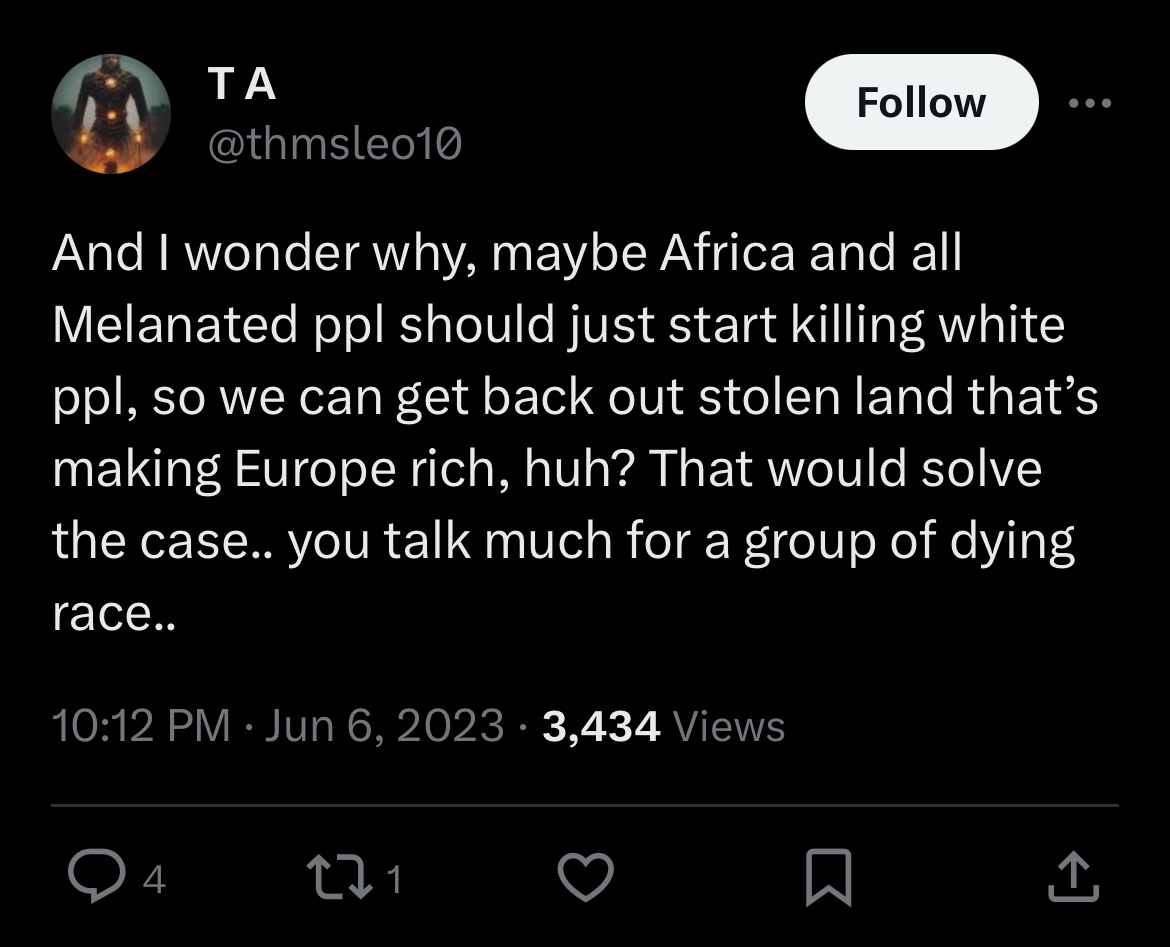 T A
@thmsleo10
Follow
And I wonder why, maybe Africa and all
Melanated ppl should just start killing white
ppl, so we can get back out stolen land that’s
making Europe rich, huh? That would solve
the case.. you talk much for a group of dying
race..
10:12 PM · Jun 6, 2023 · 3,434 Views
4 1